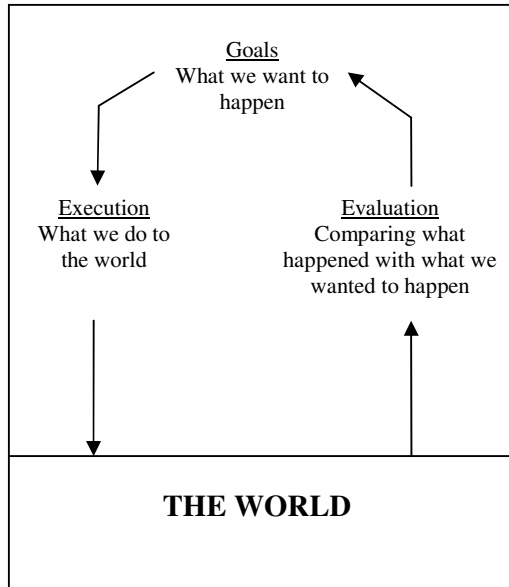 Goals
What we want to
happen
Execution
What we do to
the world
Evaluation
Comparing what
happened with what we
wanted to happen
THE WORLD